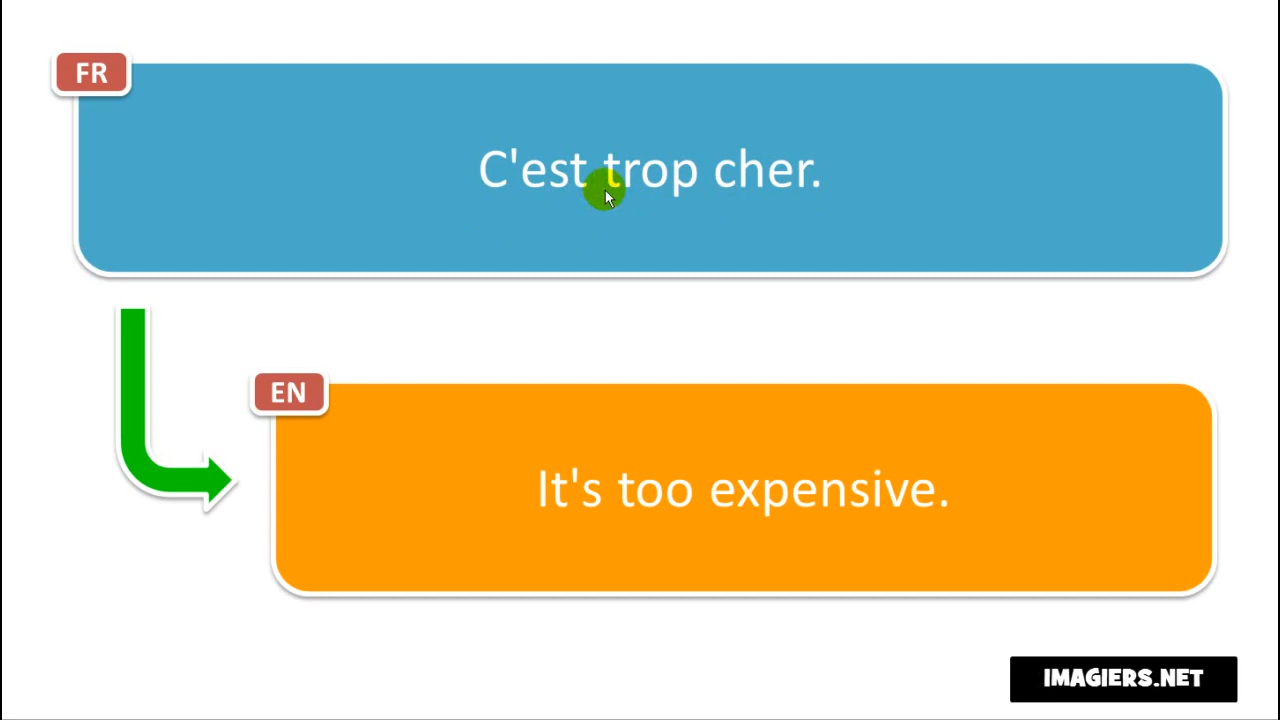 FR
C'est trop cher.
EN
It's too expensive.
IMAGIERS.NET